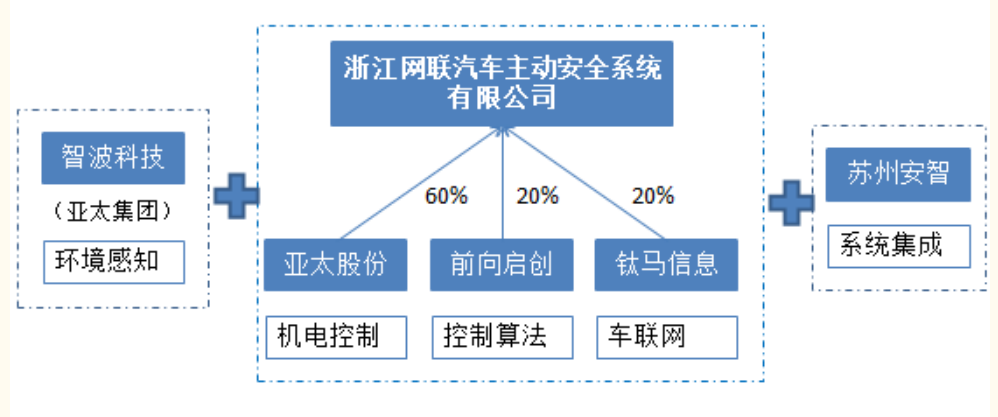 浙江网联汽车主动安全系统
有限公司
智波科技
（亚太集团）
环境感知
60%
20%
20%
亚太股份
前向启创
钛马信息
机电控制
控制算法
车联网
苏州安智
系统集成